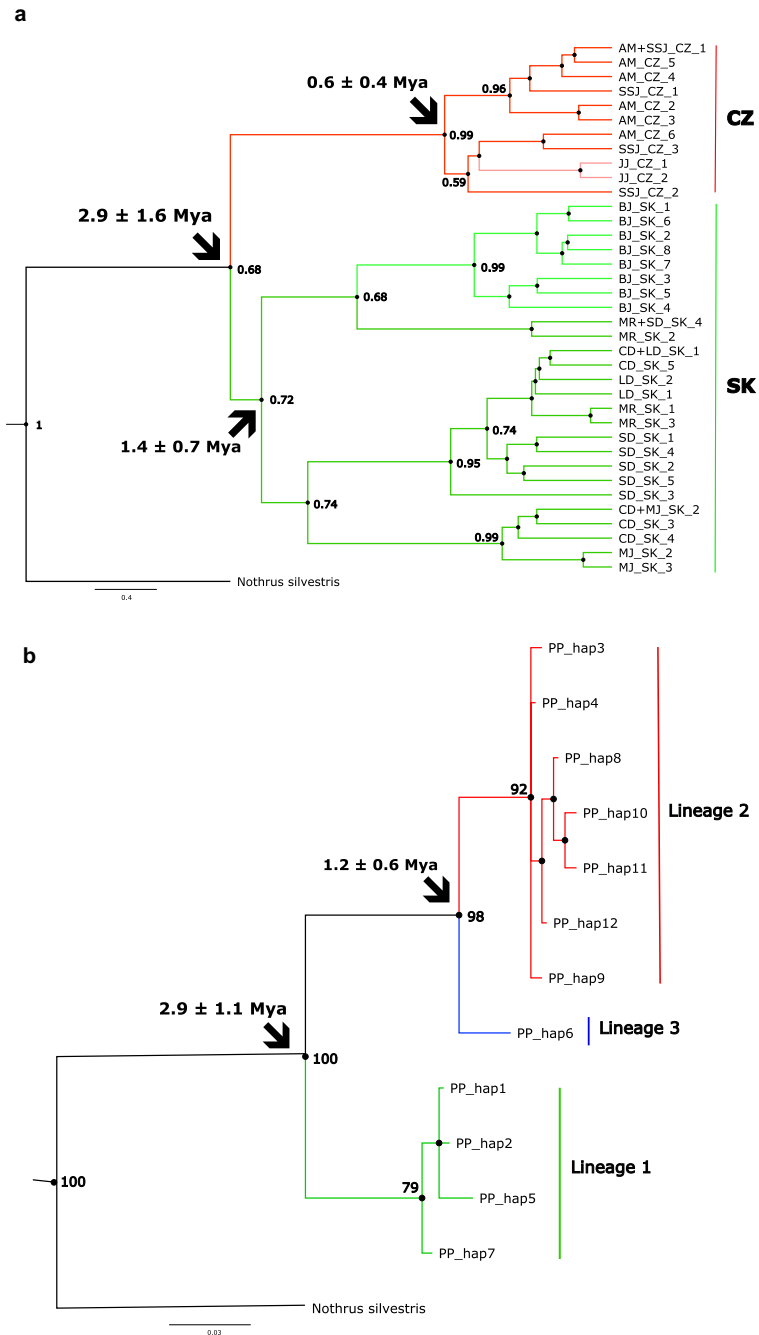 a
AM+SSJ_CZ_1
AM_CZ_5
0.6 ± 0.4 Mya
AM_CZ_4
0.96
SSJ_CZ_1
AM_CZ_2
AM_CZ_3
CZ
0.99
AM_CZ_6
SSJ_CZ_3
JJ_CZ_1
JJ_CZ_2
0.59
SSJ_CZ_2
2.9 ± 1.6 Mya
BJ_SK_1
BJ_SK_6
BJ_SK_2
BJ_SK_8
BJ_SK_7
0.68
0.99
BJ_SK_3
BJ_SK_5
0.68
BJ_SK_4
MR+SD_SK_4
MR_SK_2
CD+LD_SK_1
CD_SK_5
LD_SK_2
SK
LD_SK_1
0.72
MR_SK_1
1
MR_SK_3
0.74
SD_SK_1
1.4 ± 0.7 Mya
SD_SK_4
0.95
SD_SK_2
SD_SK_5
SD_SK_3
0.74
CD+MJ_SK_2
CD_SK_3
0.99
CD_SK_4
MJ_SK_2
MJ_SK_3
Nothrus silvestris
0.4
b
PP_hap3
PP_hap4
PP_hap8
92
PP_hap10
Lineage 2
1.2 ± 0.6 Mya
PP_hap11
98
PP_hap12
PP_hap9
2.9 ± 1.1 Mya
PP_hap6
Lineage 3
100
PP_hap1
PP_hap2
Lineage 1
100
79
PP_hap5
PP_hap7
Nothrus silvestris
0.03